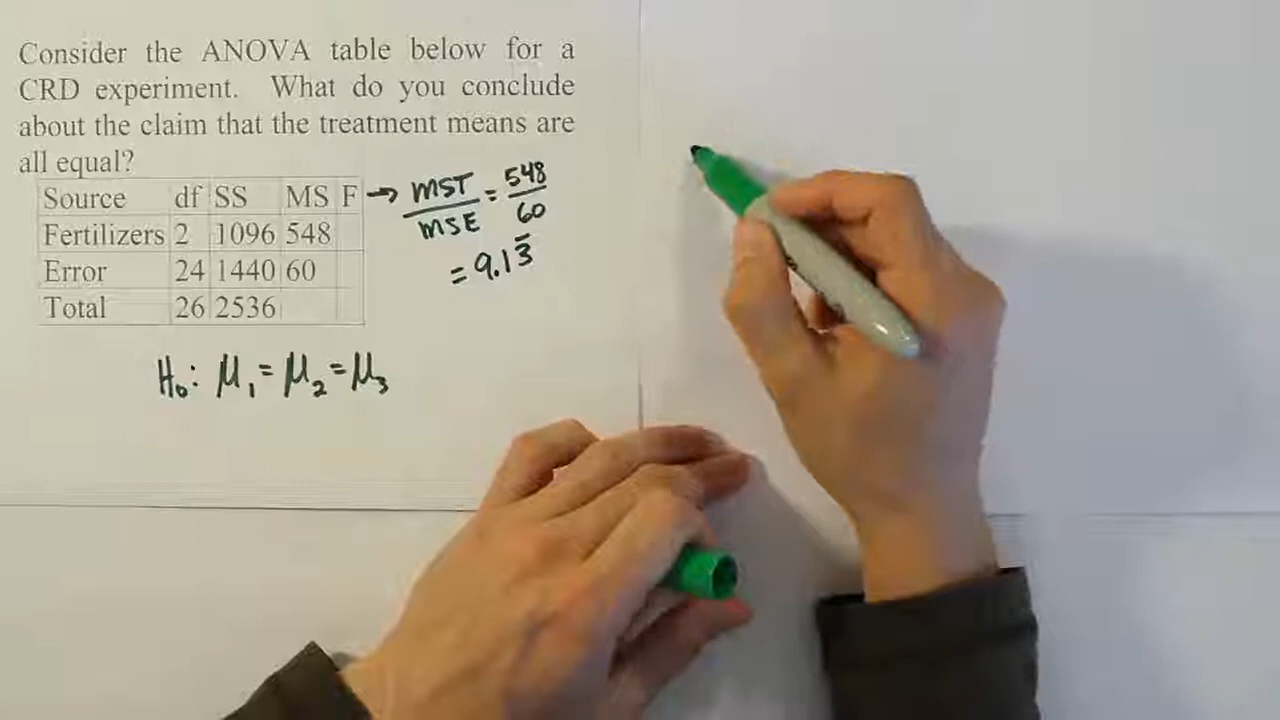 Consider the ANOVA table below for a
CRD experiment. What do you conclude
about the claim that the treatment means are
all equal?
Source df SS MS F → MST/MSE = 548/60
Fertilizers 2 1096 548
= 9.13̅
Error 24 1440 60
Total 26 2536
H₀: μ₁ = μ₂ = μ₃